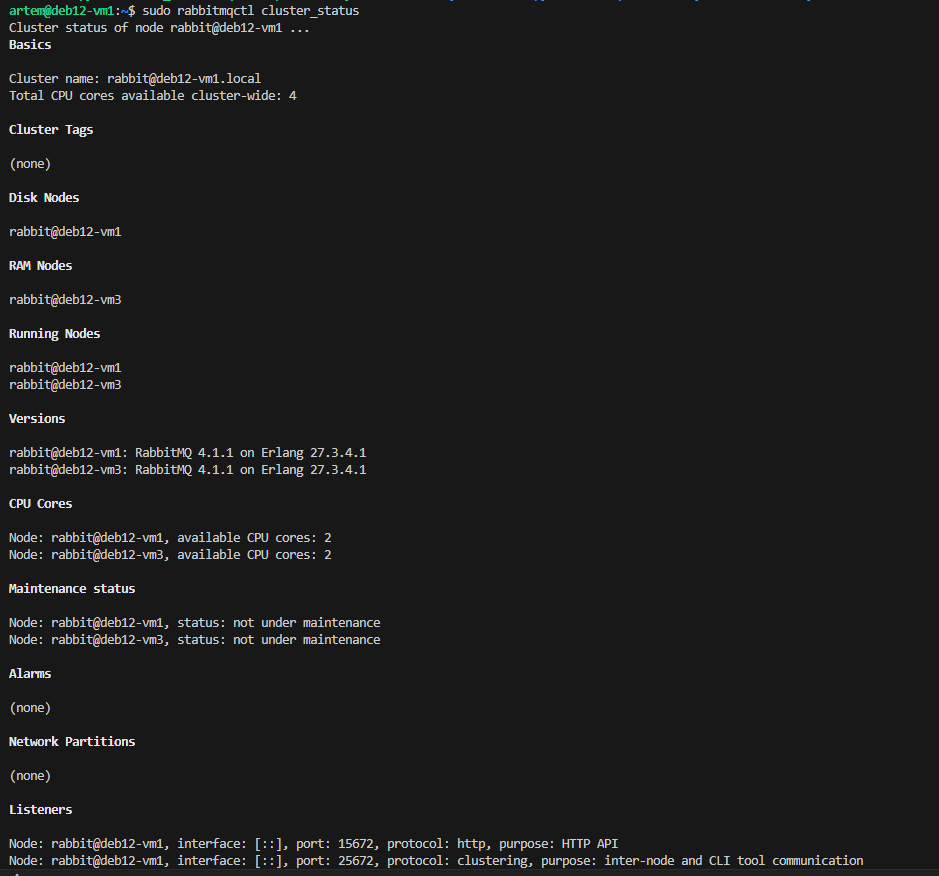 artem@deb12-vm1:~$ sudo rabbitmqctl cluster_status
Cluster status of node rabbit@deb12-vm1 ...
Basics
Cluster name: rabbit@deb12-vm1.local
Total CPU cores available cluster-wide: 4
Cluster Tags
(none)
Disk Nodes
rabbit@deb12-vm1
RAM Nodes
rabbit@deb12-vm3
Running Nodes
rabbit@deb12-vm1
rabbit@deb12-vm3
Versions
rabbit@deb12-vm1: RabbitMQ 4.1.1 on Erlang 27.3.4.1
rabbit@deb12-vm3: RabbitMQ 4.1.1 on Erlang 27.3.4.1
CPU Cores
Node: rabbit@deb12-vm1, available CPU cores: 2
Node: rabbit@deb12-vm3, available CPU cores: 2
Maintenance status
Node: rabbit@deb12-vm1, status: not under maintenance
Node: rabbit@deb12-vm3, status: not under maintenance
Alarms
(none)
Network Partitions
(none)
Listeners
Node: rabbit@deb12-vm1, interface: [::], port: 15672, protocol: http, purpose: HTTP API
Node: rabbit@deb12-vm1, interface: [::], port: 25672, protocol: clustering, purpose: inter-node and CLI tool communication